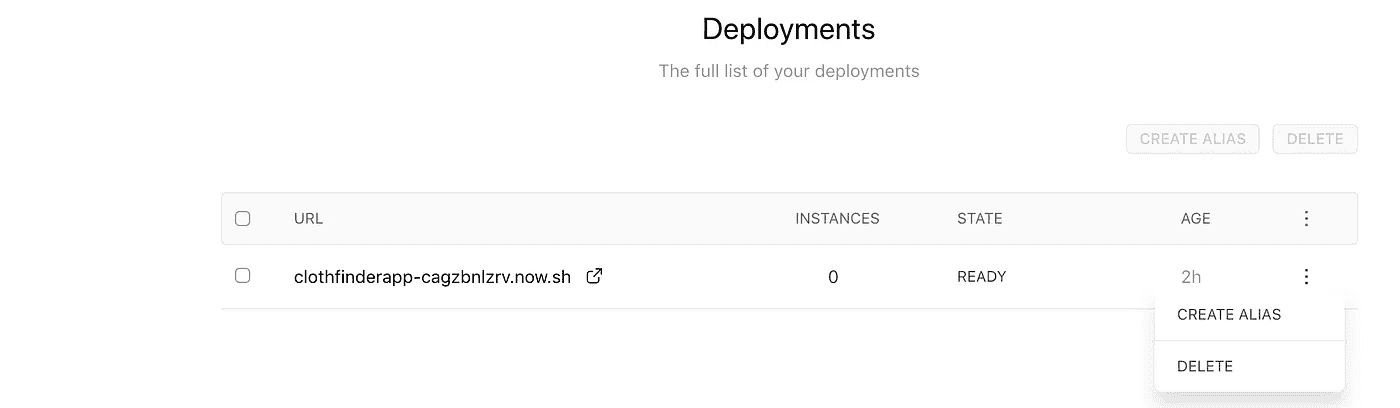 Deployments
The full list of your deployments
CREATE ALIAS DELETE
URL INSTANCES STATE AGE
clothfinderapp-cagzbnlzrv.now.sh 0 READY 2h
CREATE ALIAS
DELETE